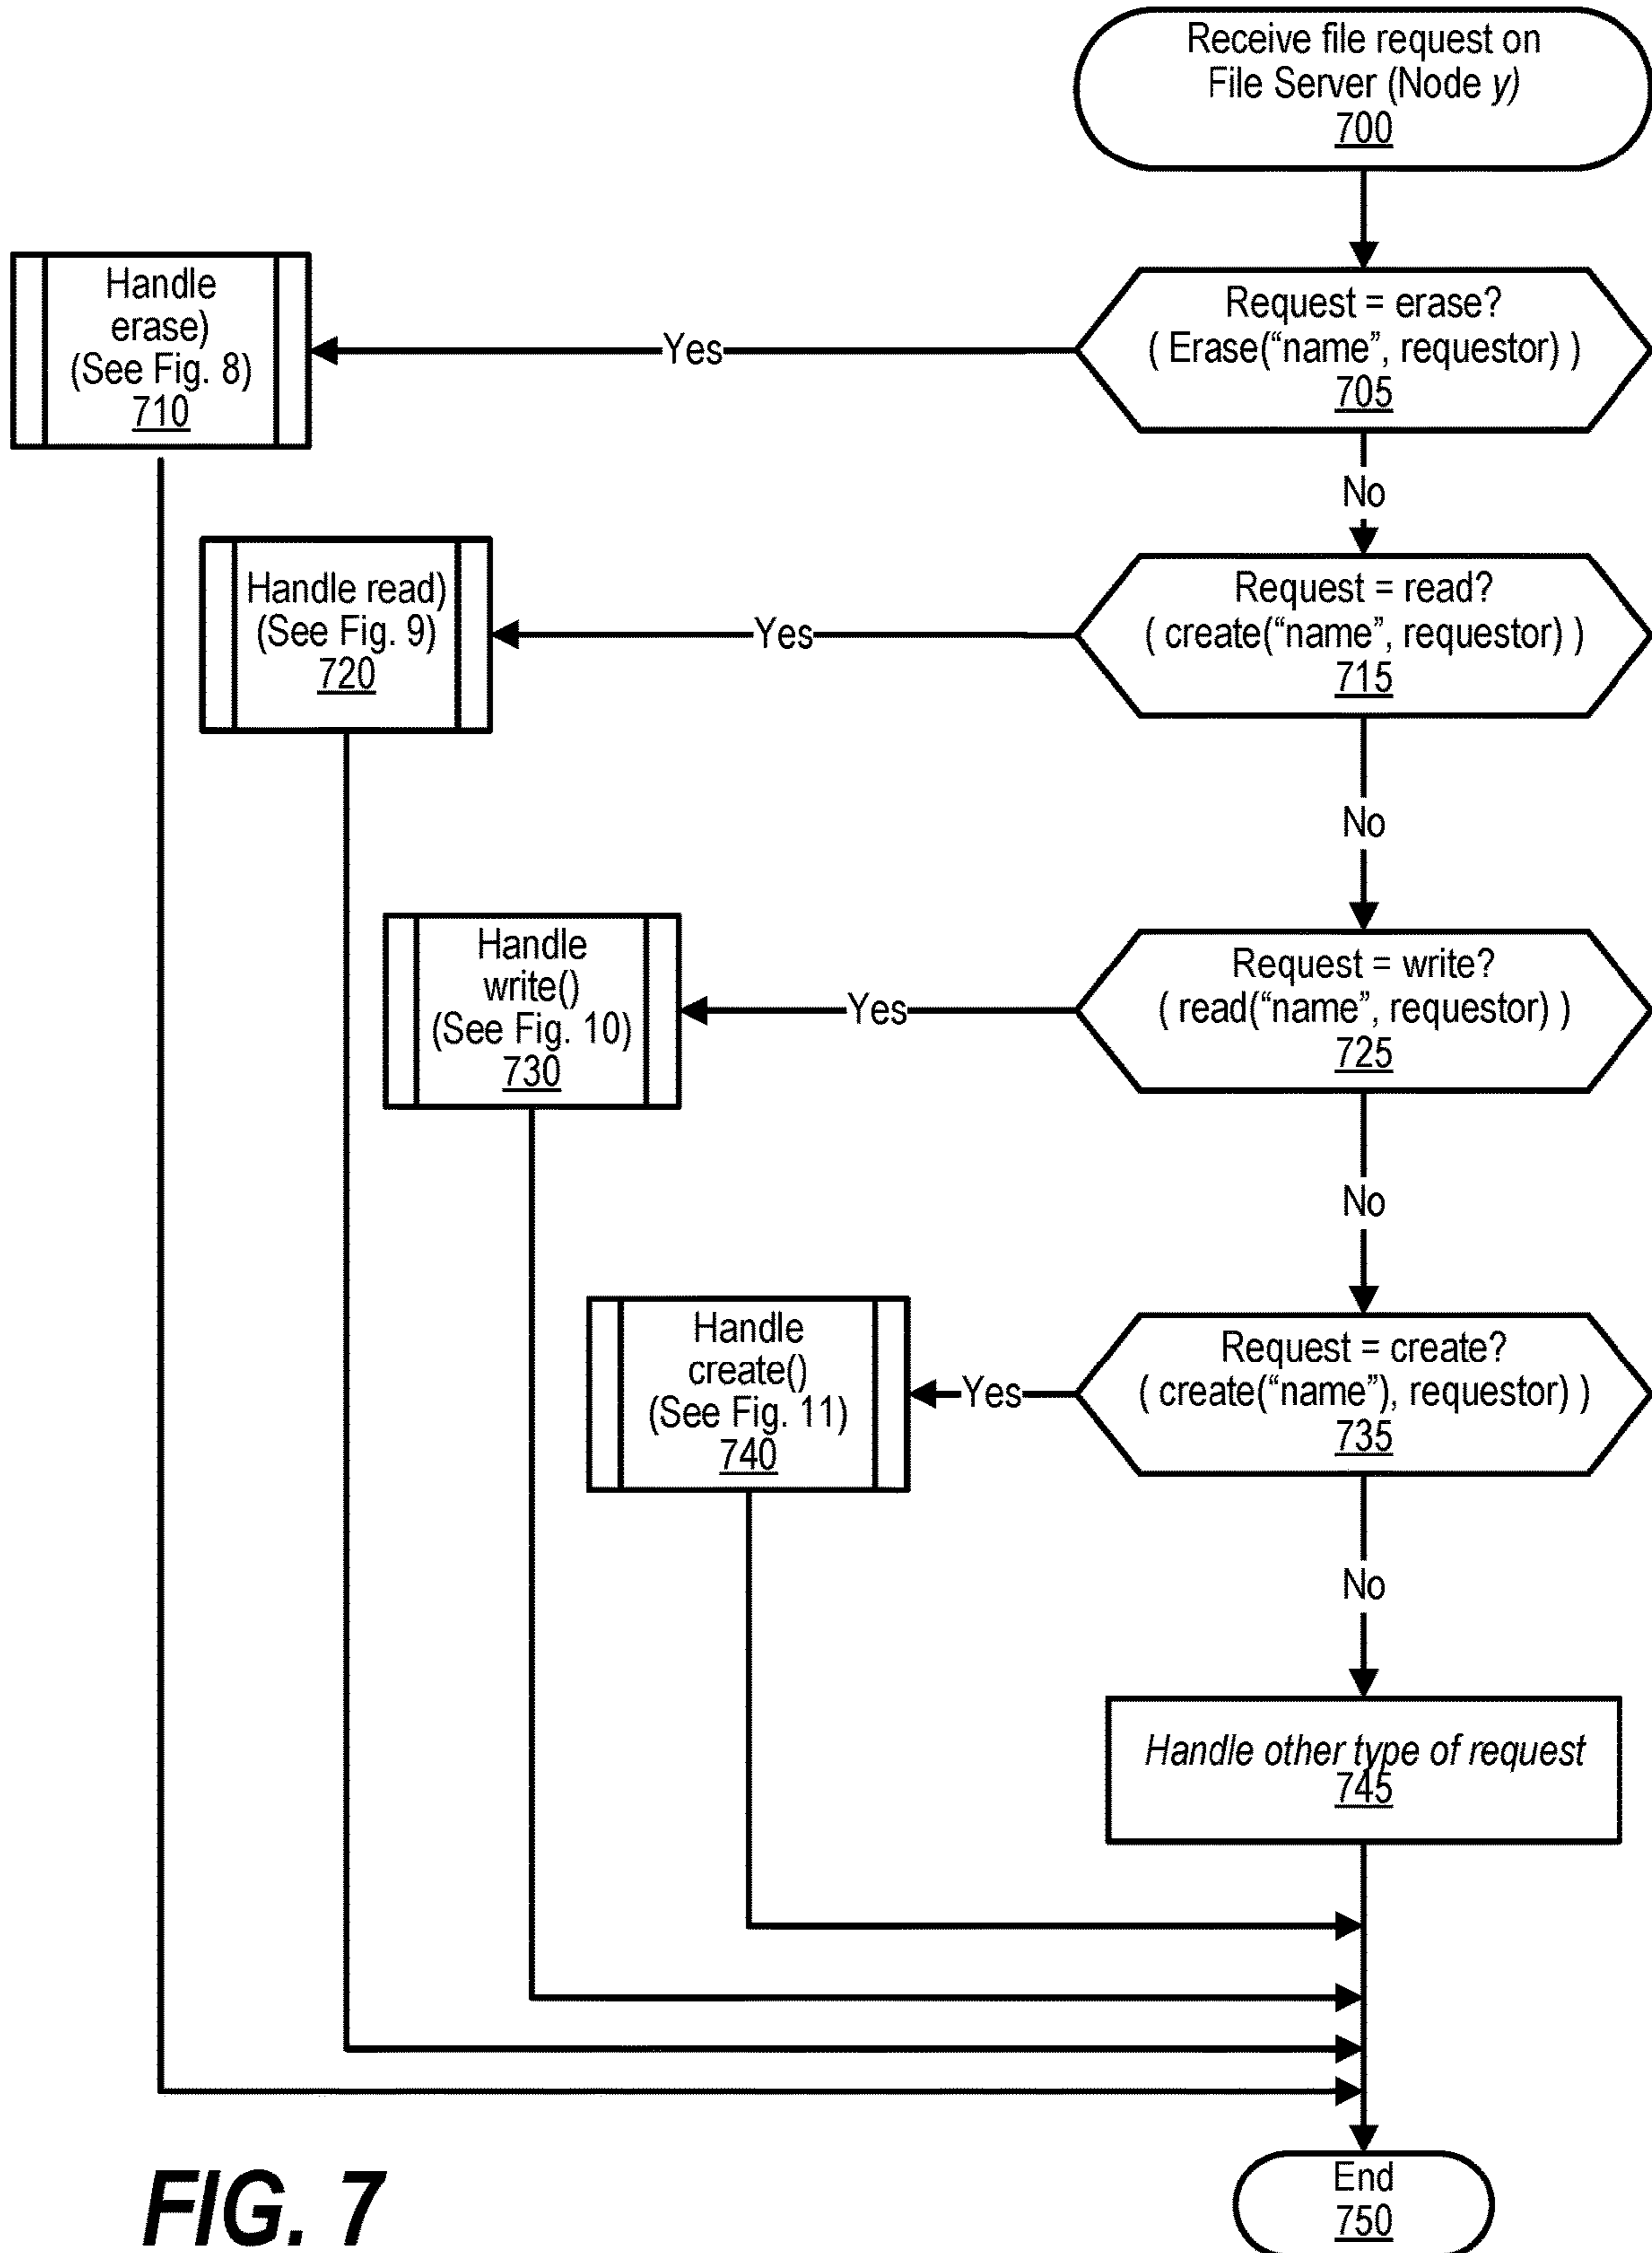 Receive file request on
File Server (Node y)
700
Handle
erase)
(See Fig. 8)
710
Yes
Request = erase?
( Erase("name", requestor) )
705
No
Handle read)
(See Fig. 9)
720
Yes
Request = read?
( create("name", requestor) )
715
No
Handle
write()
(See Fig. 10)
730
Yes
Request = write?
( read("name", requestor) )
725
No
Handle
create()
(See Fig. 11)
740
Yes
Request = create?
( create("name"), requestor) )
735
No
Handle other type of request
745
End
750
FIG. 7